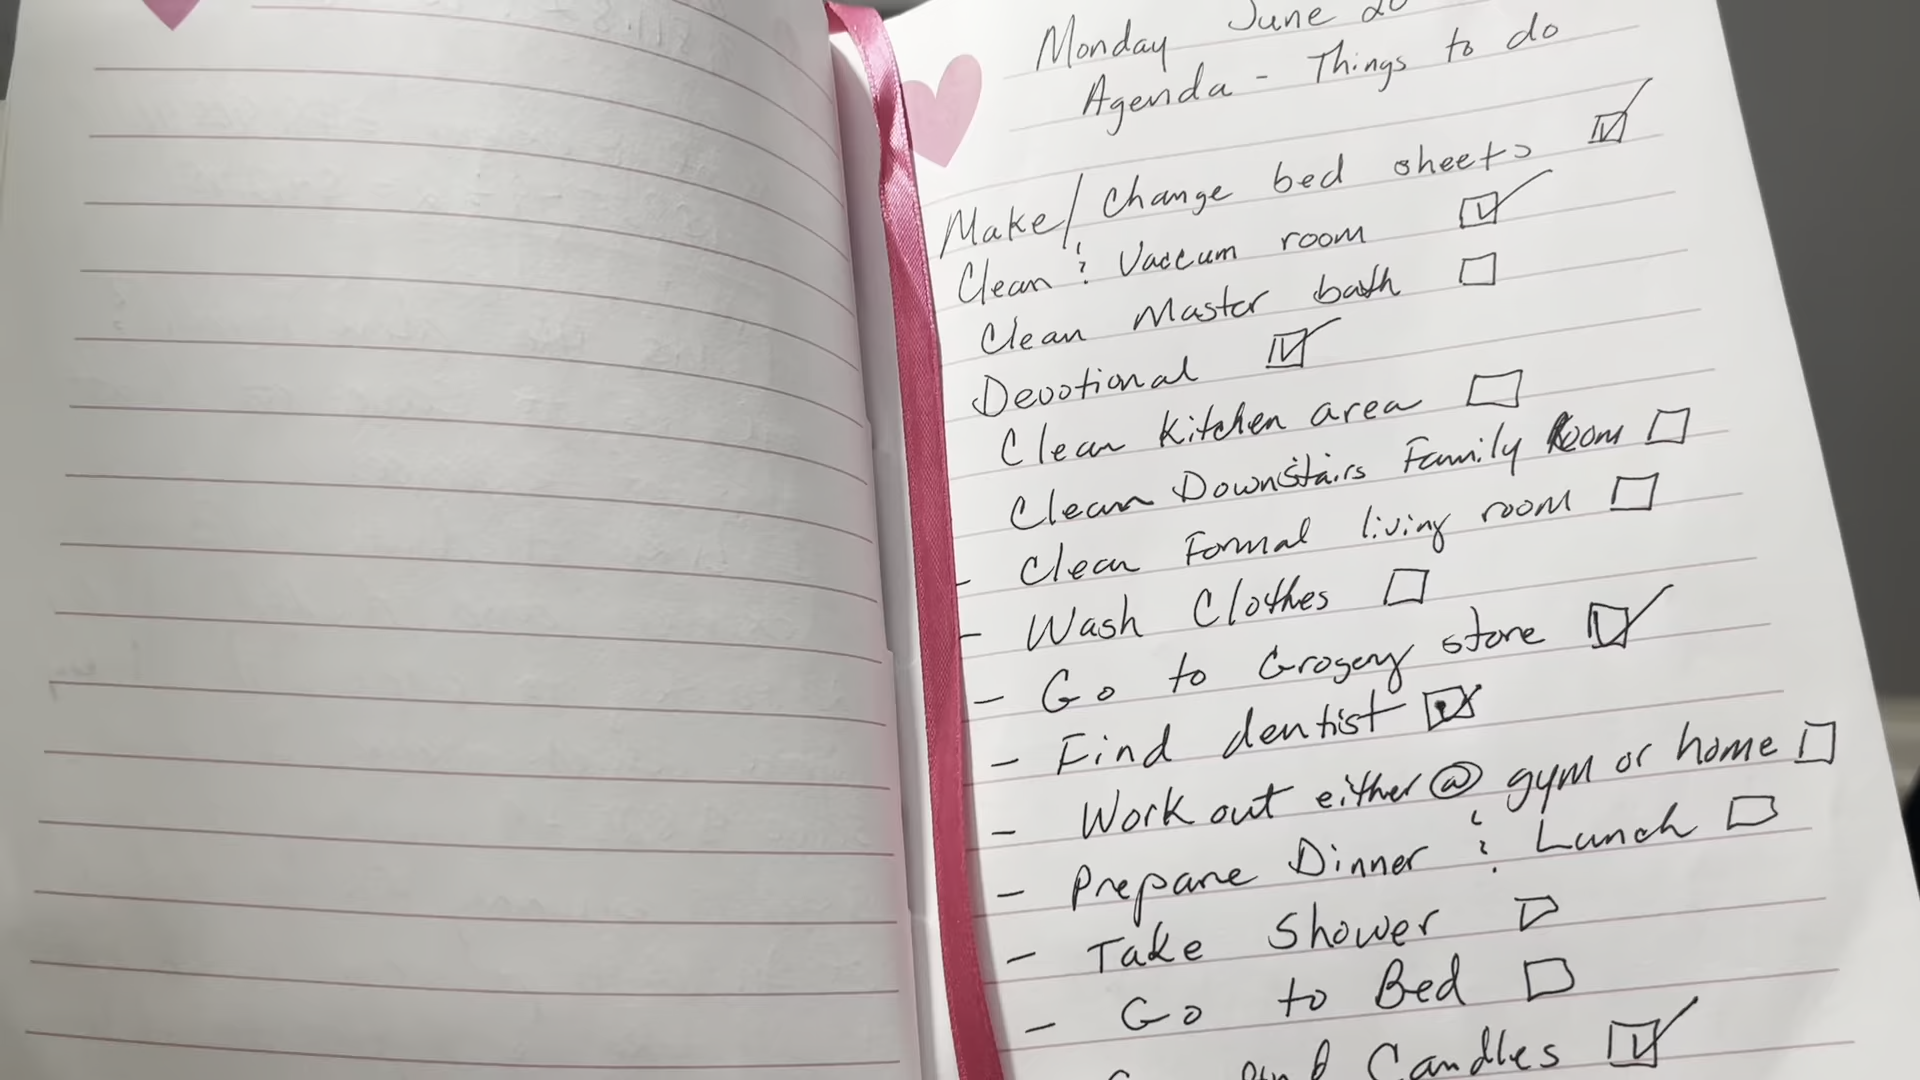 Monday June 20
Agenda - Things to do
Make/Change bed sheets ☑
Clean & Vaccum room ☑
Clean Master bath ☐
Devotional ☑
Clean Kitchen area ☐
Clean Downstairs Family Room ☐
- Clean Formal living room ☐
- Wash Clothes ☐
- Go to Grogery store ☑
- Find dentist ☑
- Work out either @ gym or home ☐
- Prepare Dinner & Lunch ☐
- Take Shower ☐
- Go to Bed ☐
Candles ☑